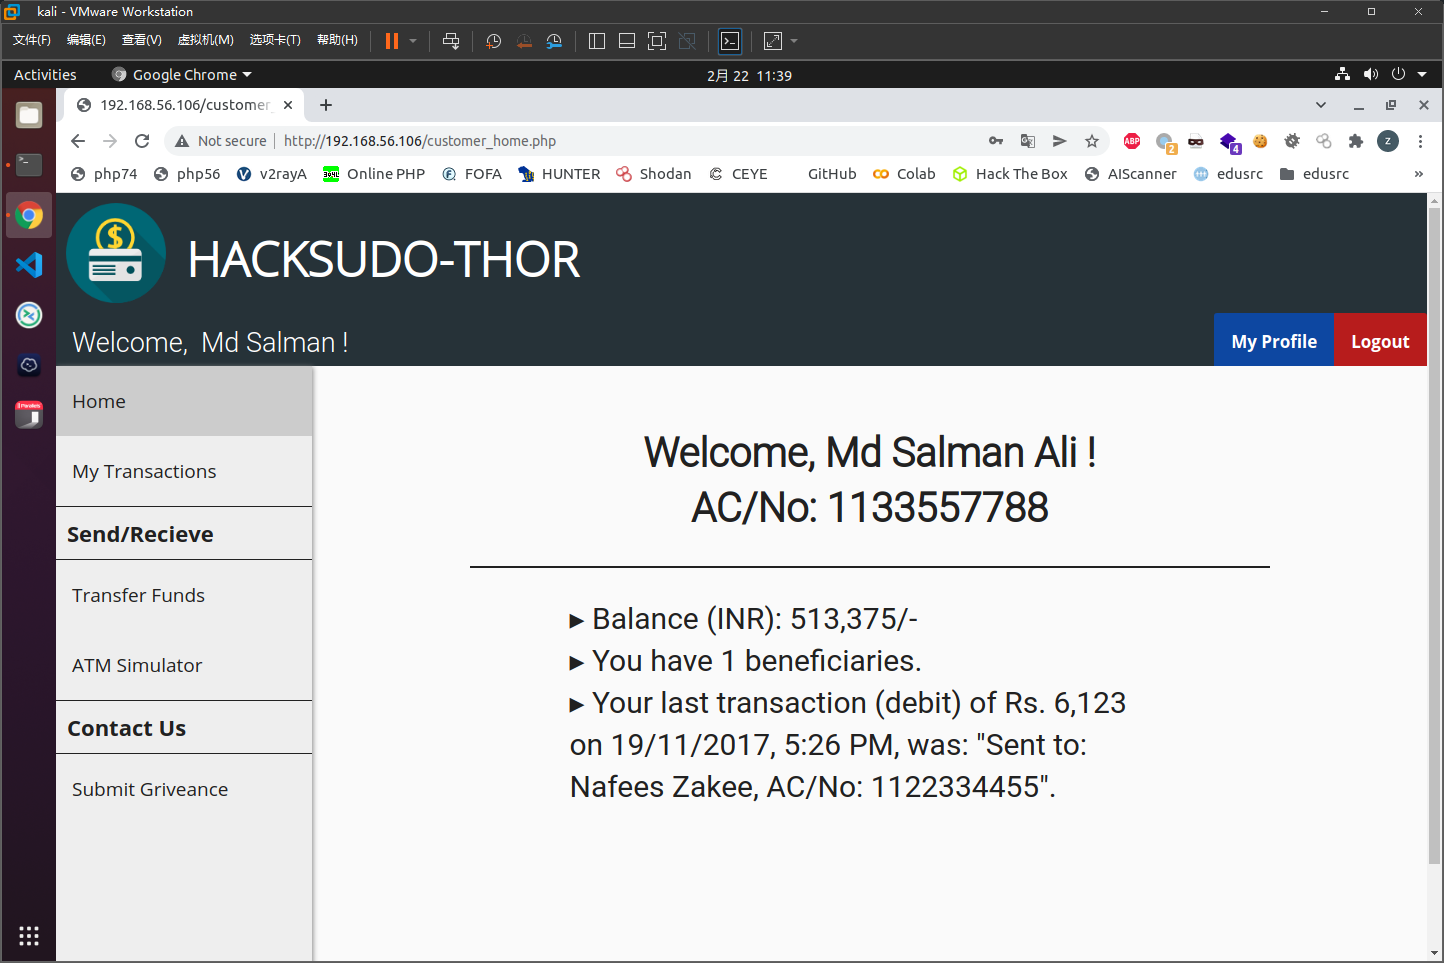 kali - VMware Workstation
文件(F) 编辑(E) 查看(V) 虚拟机(M) 选项卡(T) 帮助(H)
Activities Google Chrome 2月 22 11:39
192.168.56.106/customer_
Not secure http://192.168.56.106/customer_home.php
ABP 2 4 z
php74 php56 v2rayA Online PHP FOFA HUNTER Shodan CEYE GitHub Colab Hack The Box AIScanner edusrc edusrc »
HACKSUDO-THOR
Welcome, Md Salman !
My Profile Logout
Home
My Transactions
Send/Recieve
Transfer Funds
ATM Simulator
Contact Us
Submit Griveance
Welcome, Md Salman Ali !
AC/No: 1133557788
▸ Balance (INR): 513,375/-
▸ You have 1 beneficiaries.
▸ Your last transaction (debit) of Rs. 6,123
on 19/11/2017, 5:26 PM, was: "Sent to:
Nafees Zakee, AC/No: 1122334455".